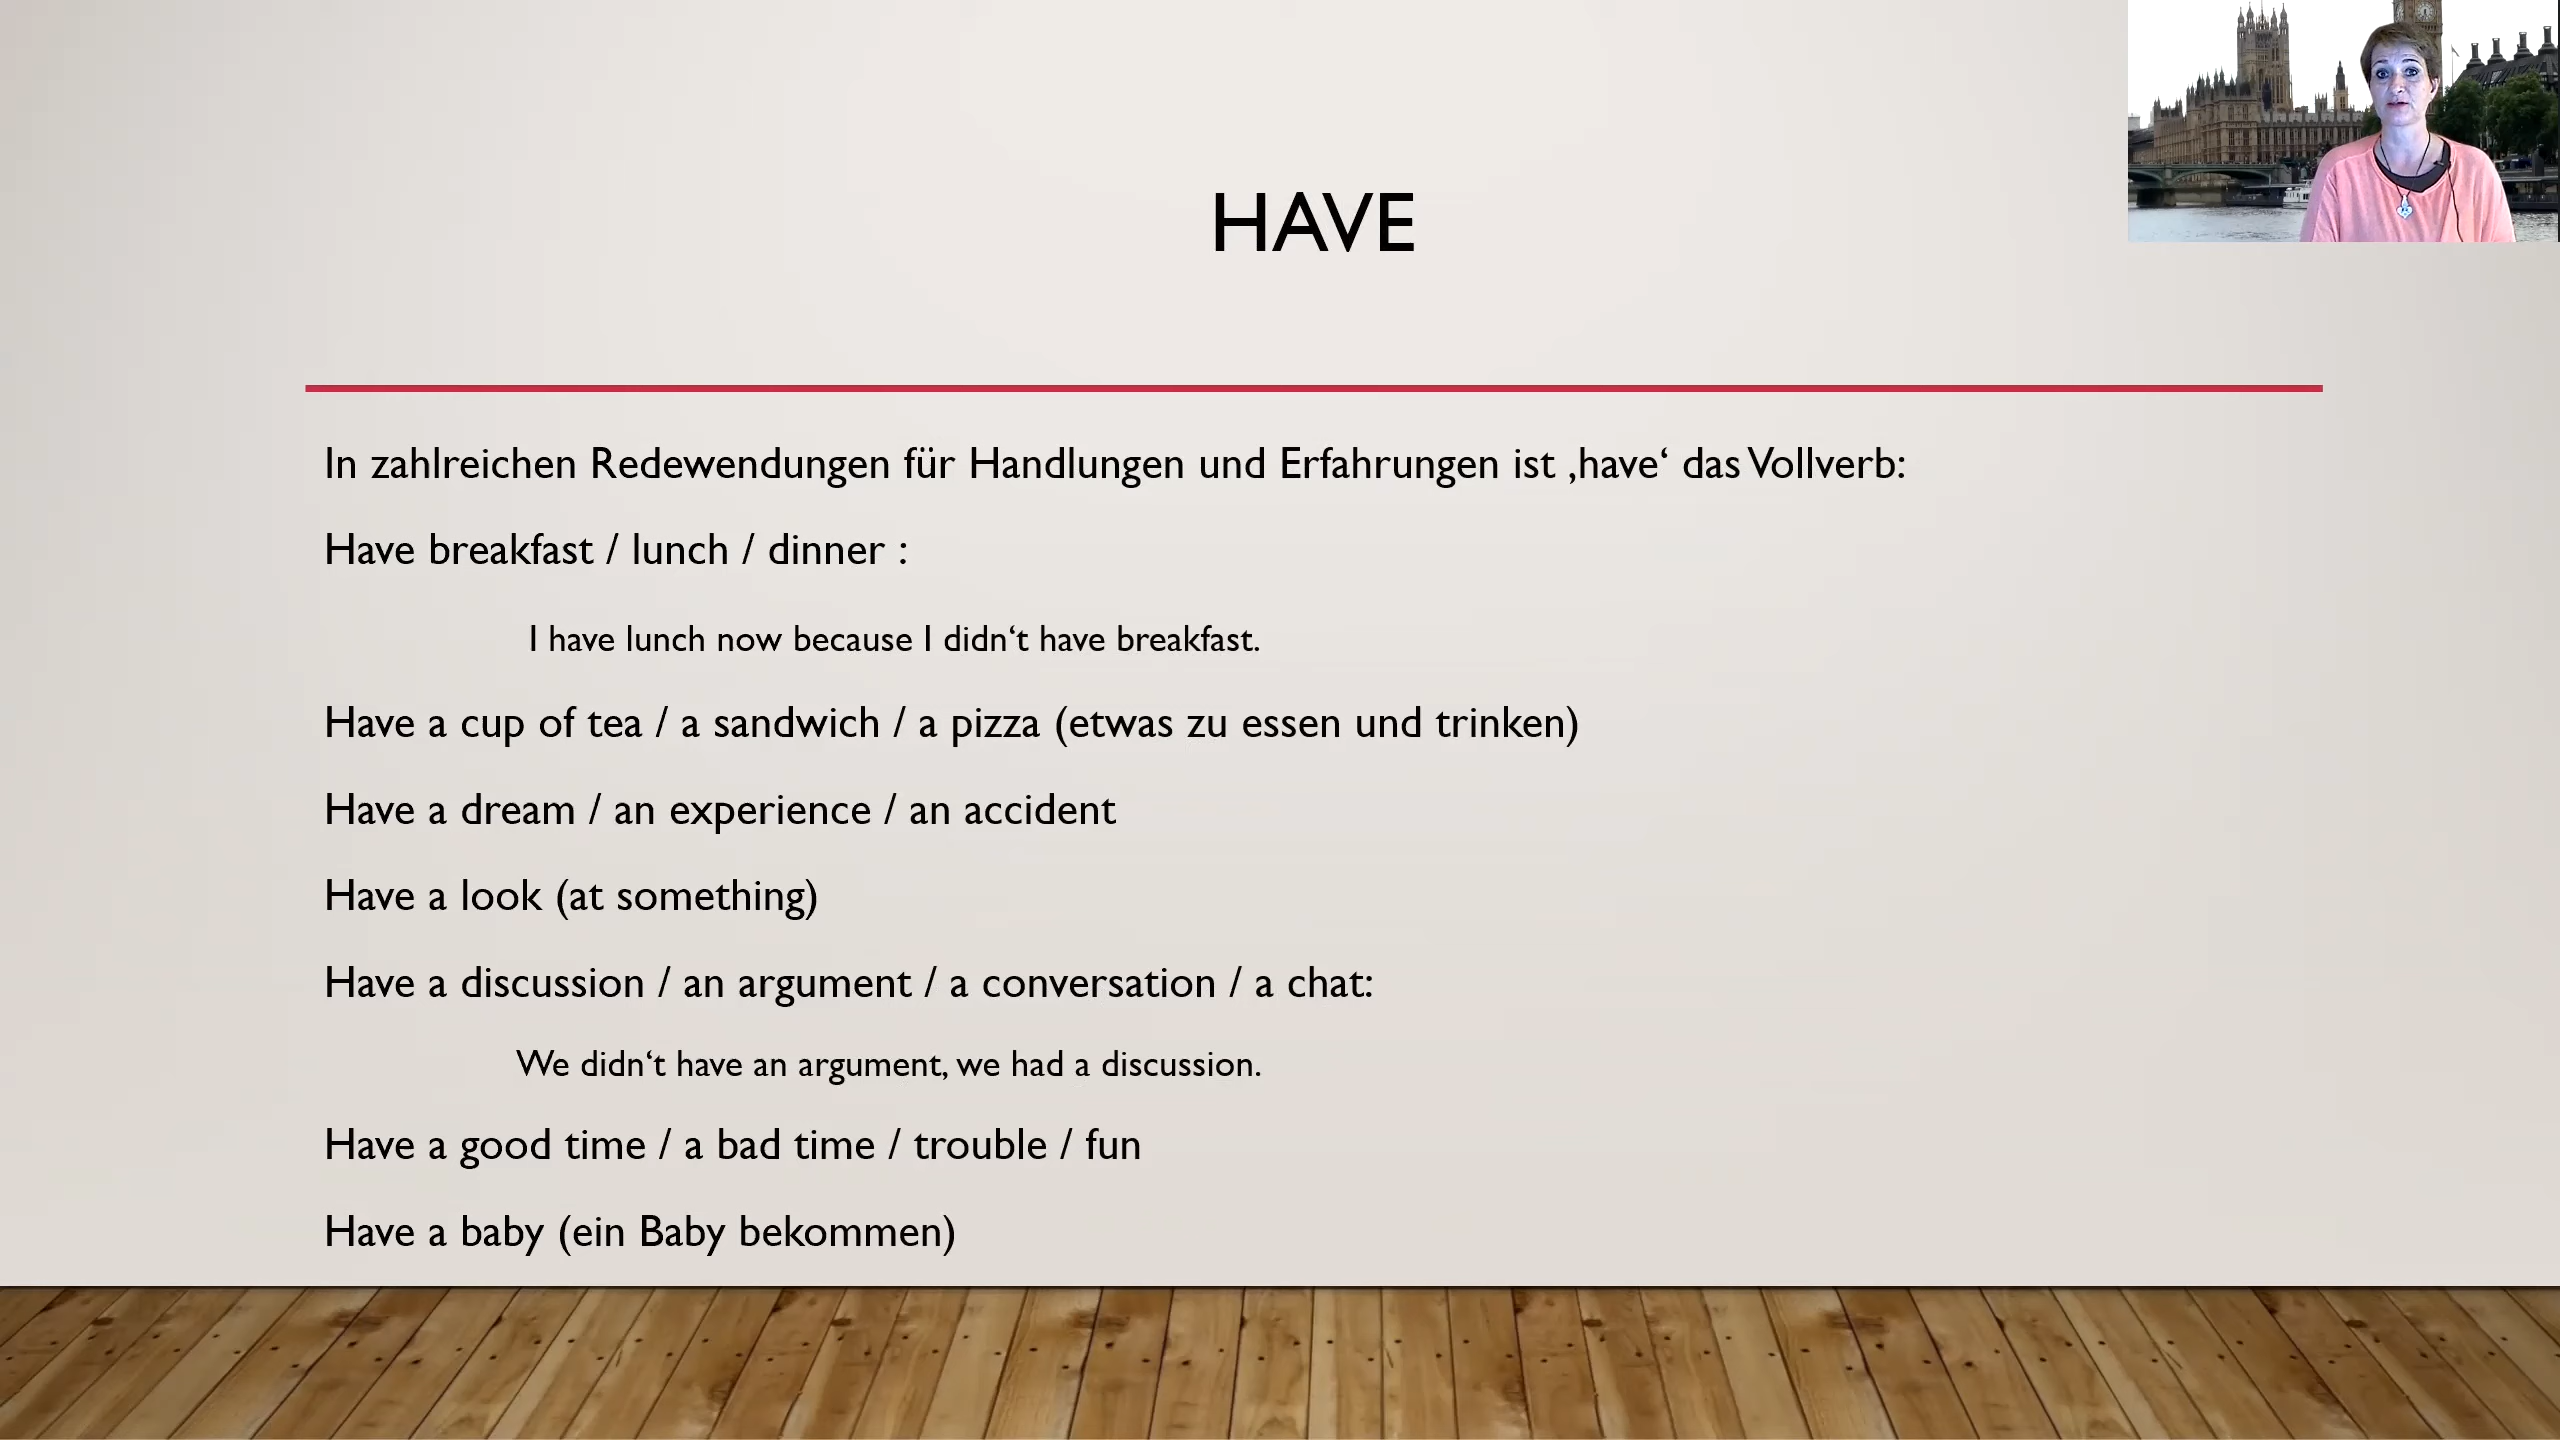 HAVE
In zahlreichen Redewendungen für Handlungen und Erfahrungen ist ‚have‘ das Vollverb:
Have breakfast / lunch / dinner :
I have lunch now because I didn‘t have breakfast.
Have a cup of tea / a sandwich / a pizza (etwas zu essen und trinken)
Have a dream / an experience / an accident
Have a look (at something)
Have a discussion / an argument / a conversation / a chat:
We didn‘t have an argument, we had a discussion.
Have a good time / a bad time / trouble / fun
Have a baby (ein Baby bekommen)